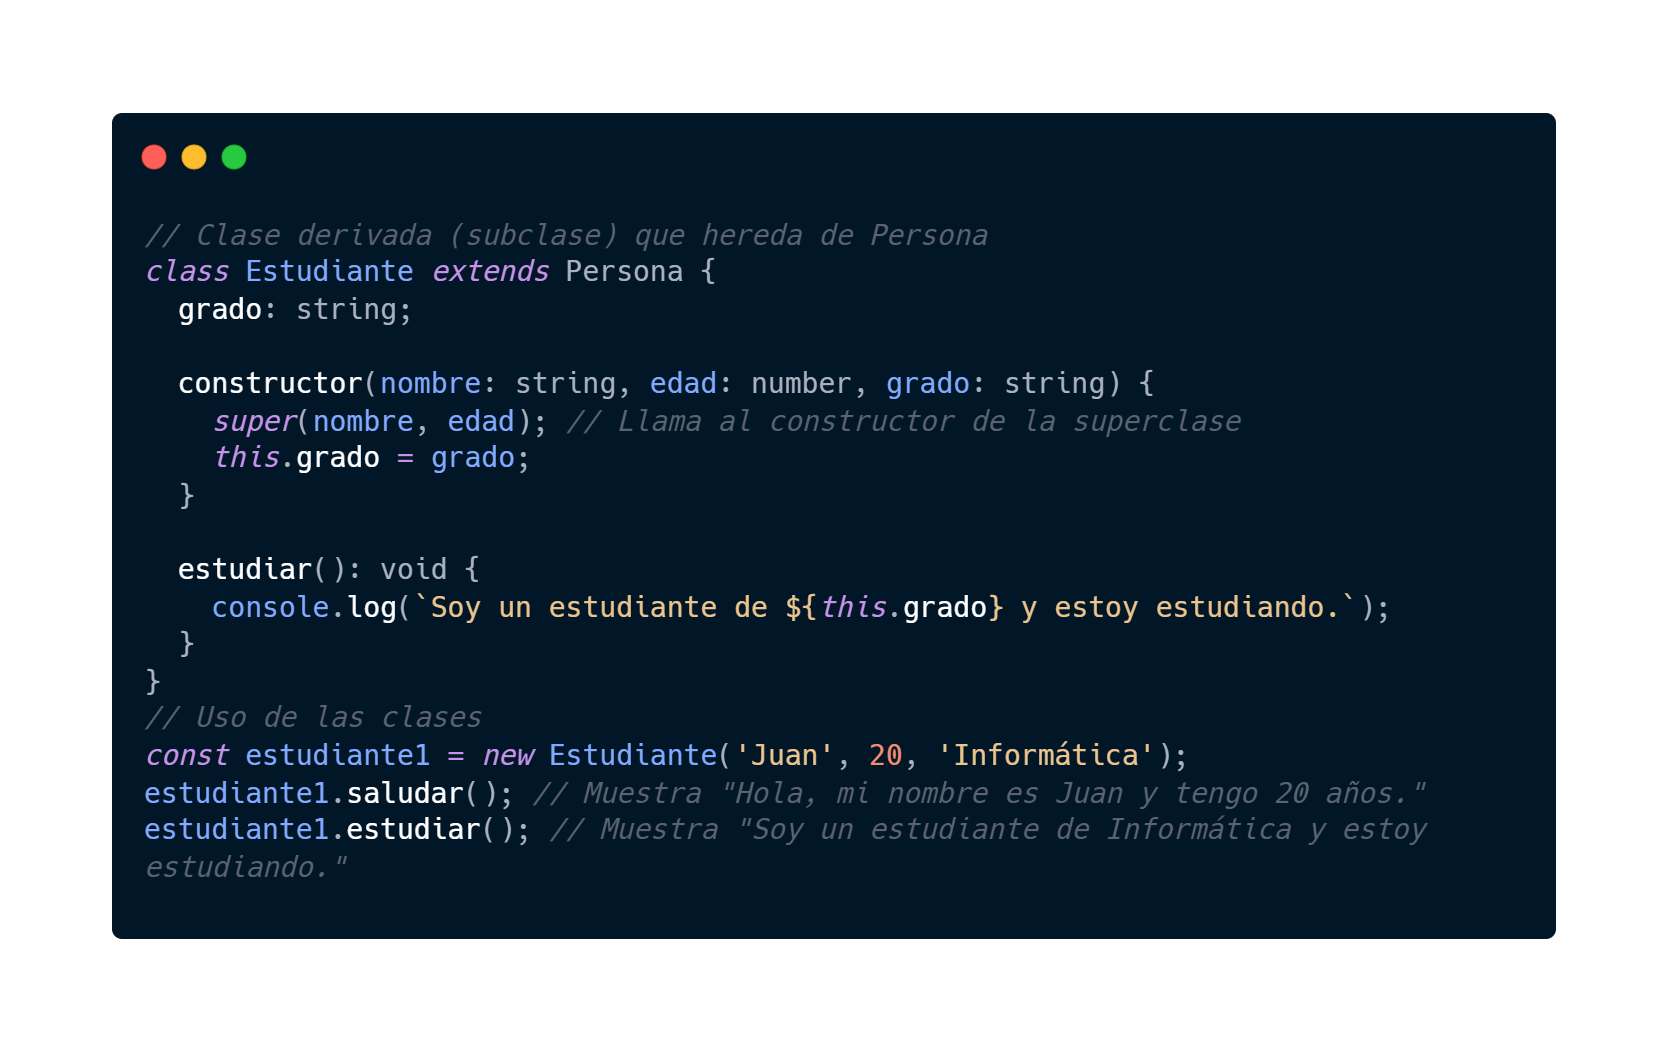 // Clase derivada (subclase) que hereda de Persona
class Estudiante extends Persona {
  grado: string;

  constructor(nombre: string, edad: number, grado: string) {
    super(nombre, edad); // Llama al constructor de la superclase
    this.grado = grado;
  }

  estudiar(): void {
    console.log(`Soy un estudiante de ${this.grado} y estoy estudiando.`);
  }
}
// Uso de las clases
const estudiante1 = new Estudiante('Juan', 20, 'Informática');
estudiante1.saludar(); // Muestra "Hola, mi nombre es Juan y tengo 20 años."
estudiante1.estudiar(); // Muestra "Soy un estudiante de Informática y estoy
estudiando."